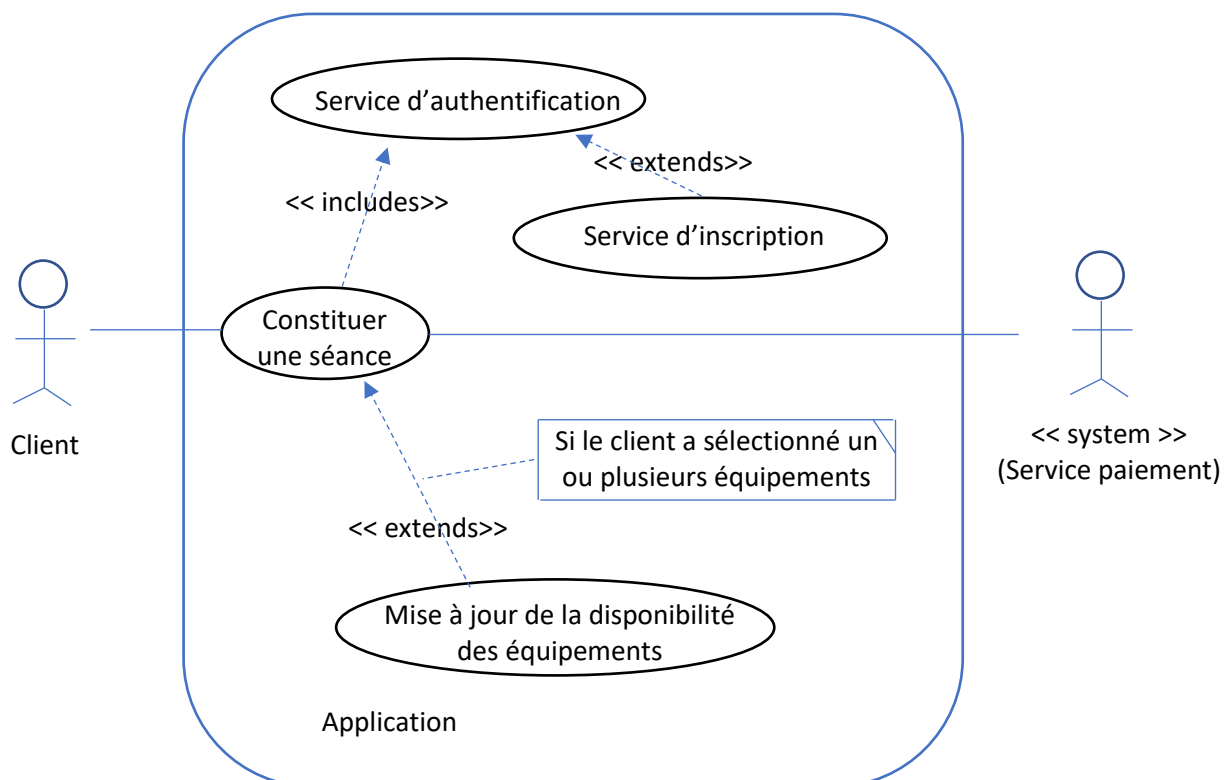 Service d’authentification
<< extends>>
<< includes>>
Service d’inscription
Constituer
une séance
Client
Si le client a sélectionné un
ou plusieurs équipements
<< system >>
(Service paiement)
<< extends>>
Mise à jour de la disponibilité
des équipements
Application